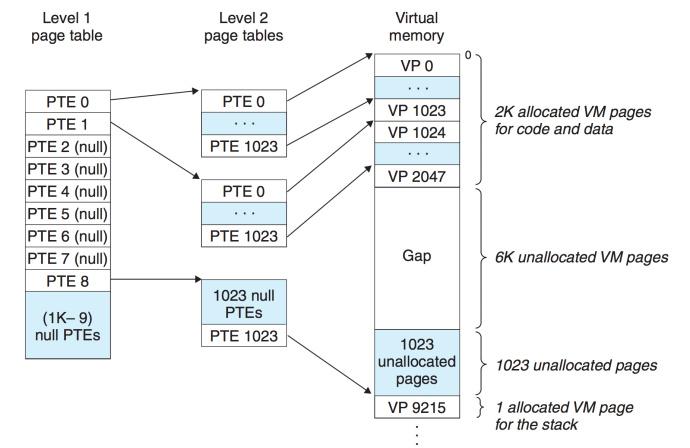 Level 1
page table
Level 2
page tables
Virtual
memory
PTE 0
PTE 1
PTE 2 (null)
PTE 3 (null)
PTE 4 (null)
PTE 5 (null)
PTE 6 (null)
PTE 7 (null)
PTE 8
(1K– 9)
null PTEs
PTE 0
· · ·
PTE 1023
PTE 0
· · ·
PTE 1023
1023 null
PTEs
PTE 1023
0
VP 0
· · ·
VP 1023
VP 1024
· · ·
VP 2047
Gap
1023
unallocated
pages
VP 9215
2K allocated VM pages
for code and data
6K unallocated VM pages
1023 unallocated pages
1 allocated VM page
for the stack